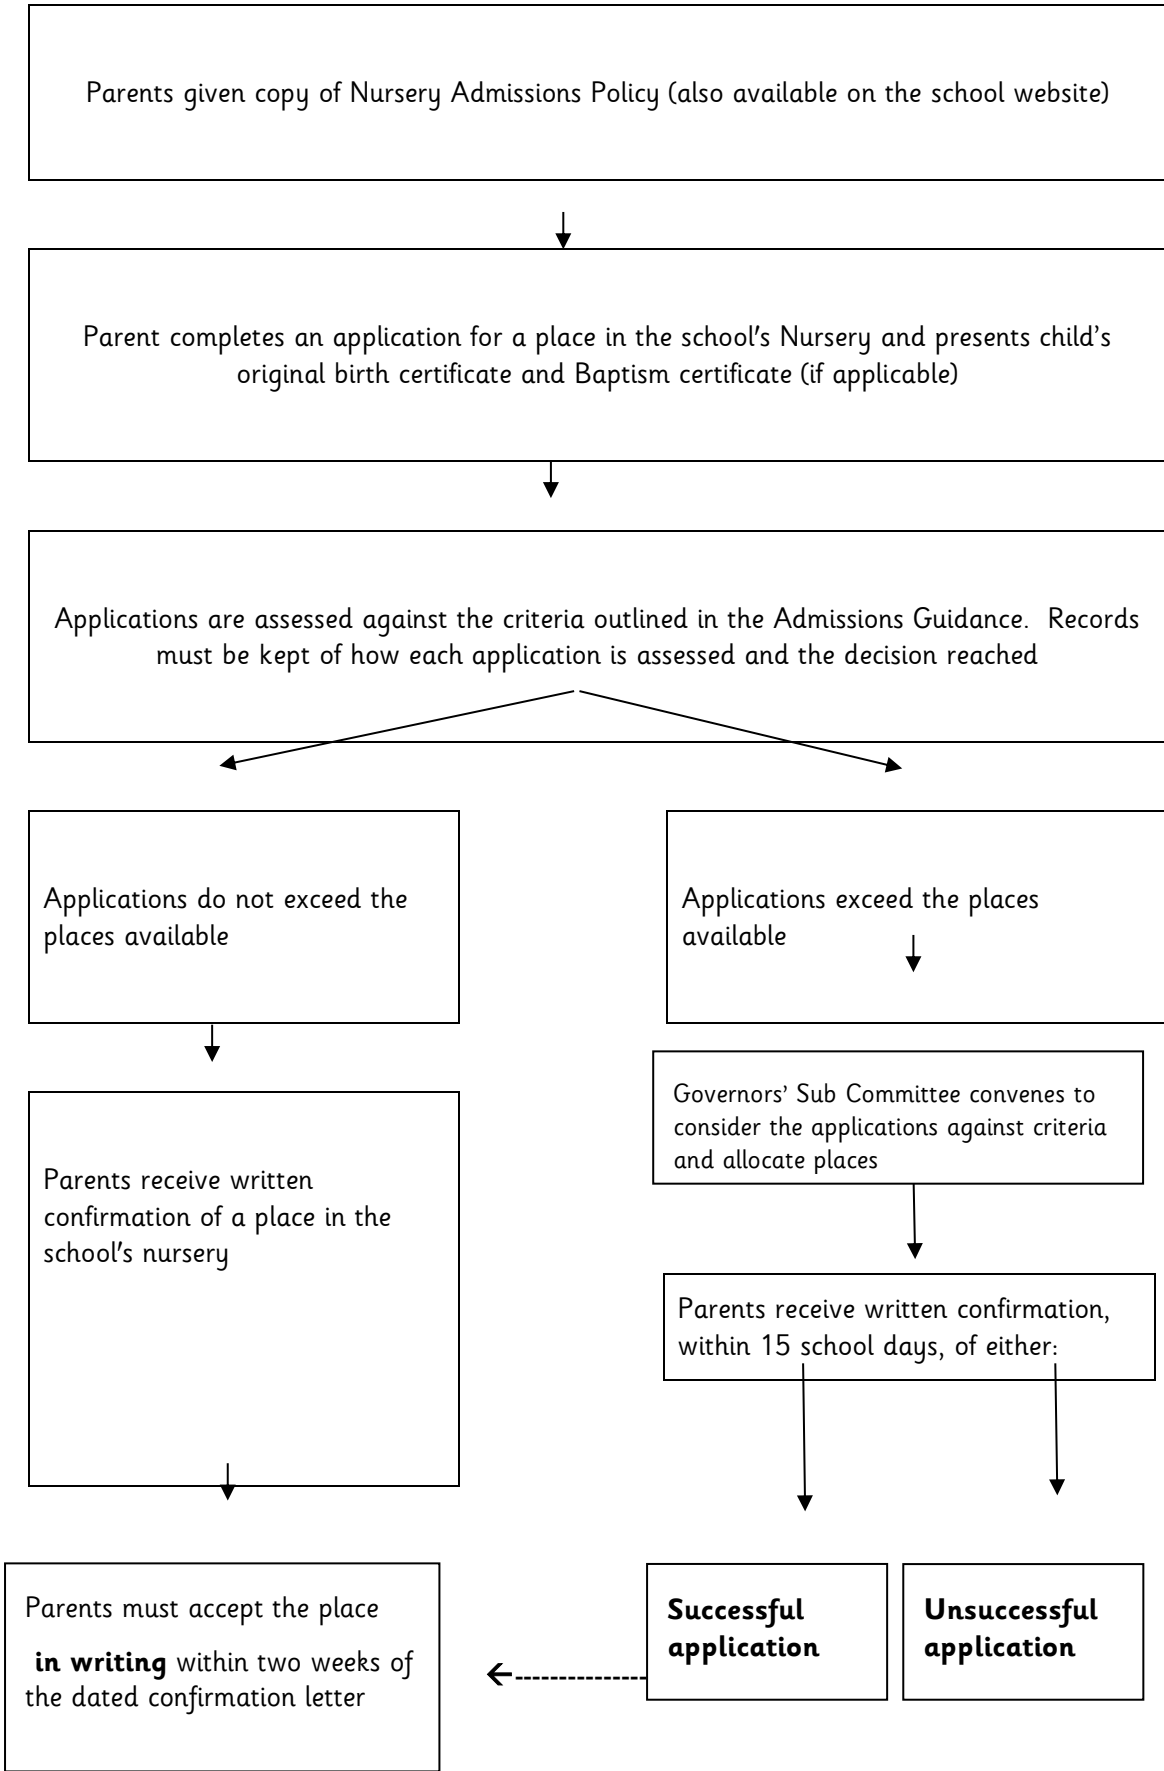 Parents given copy of Nursery Admissions Policy (also available on the school website)
Parent completes an application for a place in the school's Nursery and presents child’s
original birth certificate and Baptism certificate (if applicable)
Applications are assessed against the criteria outlined in the Admissions Guidance.  Records
must be kept of how each application is assessed and the decision reached
Applications do not exceed the
places available
Applications exceed the places
available
Parents receive written
confirmation of a place in the
school's nursery
Governors’ Sub Committee convenes to
consider the applications against criteria
and allocate places
Parents receive written confirmation,
within 15 school days, of either:
Parents must accept the place
in writing within two weeks of
the dated confirmation letter
Successful
application
Unsuccessful
application